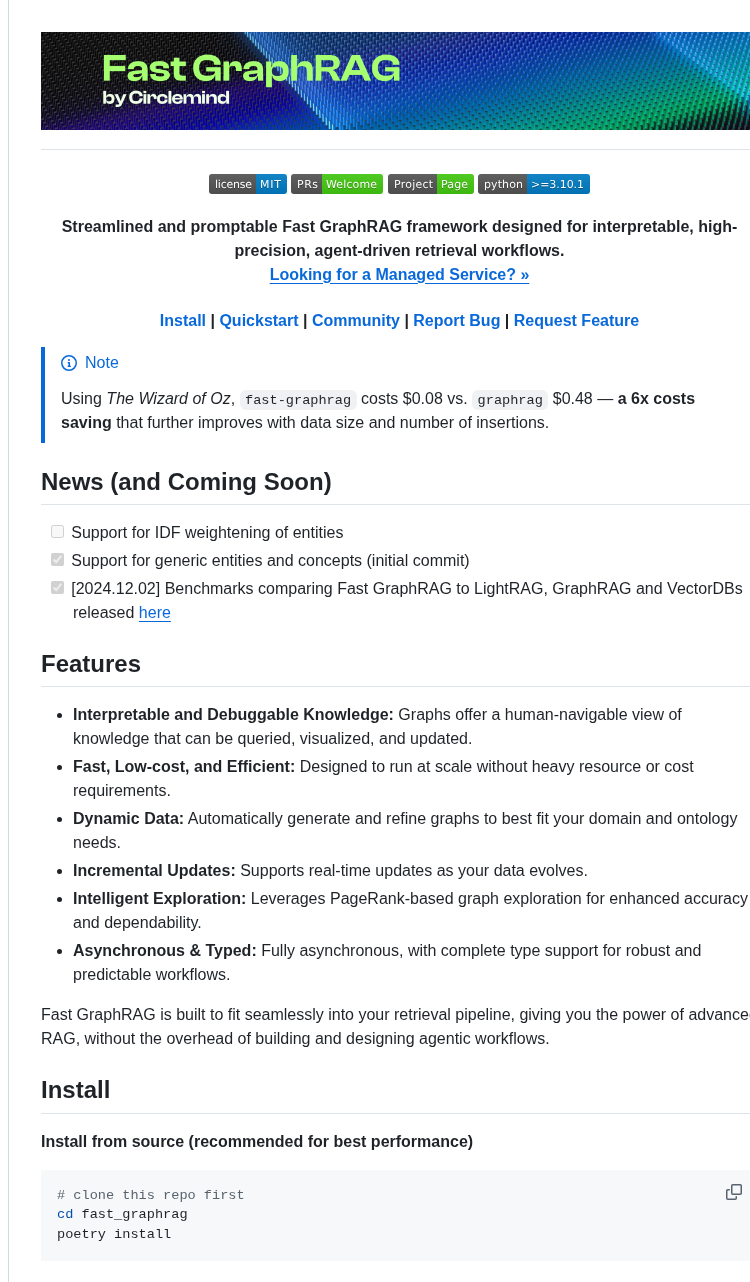 Fast GraphRAG
by Circlemind
license MIT PRs Welcome Project Page python >=3.10.1
Streamlined and promptable Fast GraphRAG framework designed for interpretable, high-
precision, agent-driven retrieval workflows.
Looking for a Managed Service? »
Install | Quickstart | Community | Report Bug | Request Feature
Note
Using The Wizard of Oz, fast-graphrag costs $0.08 vs. graphrag $0.48 — a 6x costs
saving that further improves with data size and number of insertions.
News (and Coming Soon)
Support for IDF weightening of entities
Support for generic entities and concepts (initial commit)
[2024.12.02] Benchmarks comparing Fast GraphRAG to LightRAG, GraphRAG and VectorDBs
released here
Features
• Interpretable and Debuggable Knowledge: Graphs offer a human-navigable view of
knowledge that can be queried, visualized, and updated.
• Fast, Low-cost, and Efficient: Designed to run at scale without heavy resource or cost
requirements.
• Dynamic Data: Automatically generate and refine graphs to best fit your domain and ontology
needs.
• Incremental Updates: Supports real-time updates as your data evolves.
• Intelligent Exploration: Leverages PageRank-based graph exploration for enhanced accuracy
and dependability.
• Asynchronous & Typed: Fully asynchronous, with complete type support for robust and
predictable workflows.
Fast GraphRAG is built to fit seamlessly into your retrieval pipeline, giving you the power of advanced
RAG, without the overhead of building and designing agentic workflows.
Install
Install from source (recommended for best performance)
# clone this repo first
cd fast_graphrag
poetry install